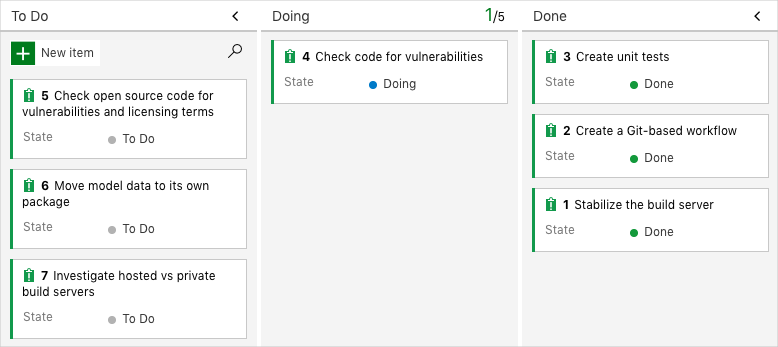 To Do
New item
5 Check open source code for
vulnerabilities and licensing terms
State To Do
6 Move model data to its own
package
State To Do
7 Investigate hosted vs private
build servers
State To Do
Doing 1/5
4 Check code for vulnerabilities
State Doing
Done
3 Create unit tests
State Done
2 Create a Git-based workflow
State Done
1 Stabilize the build server
State Done